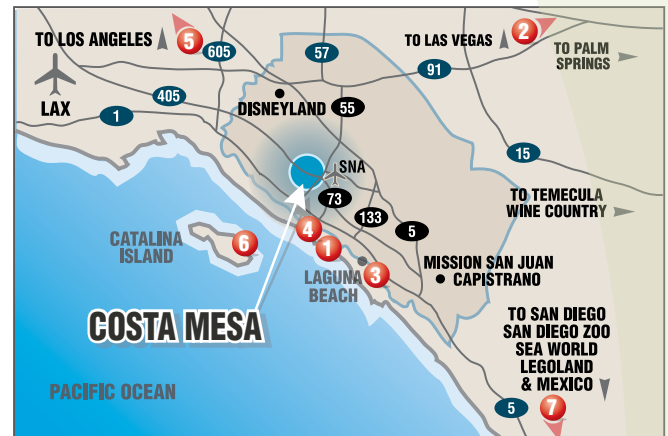 TO LOS ANGELES
5
605
57
TO LAS VEGAS
2
TO PALM
SPRINGS
91
LAX
405
1
DISNEYLAND
55
15
SNA
73
133
5
TO TEMECULA
WINE COUNTRY
CATALINA
ISLAND
6
4
1
LAGUNA
BEACH
3
MISSION SAN JUAN
CAPISTRANO
COSTA MESA
TO SAN DIEGO
SAN DIEGO ZOO
SEA WORLD
LEGOLAND
& MEXICO
PACIFIC OCEAN
5
7